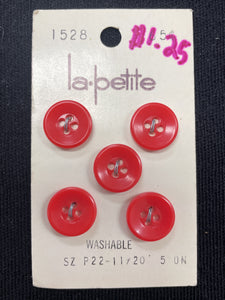 1528.
$1.25
la·petite
WASHABLE
SZ P22-11/20" 5 ON